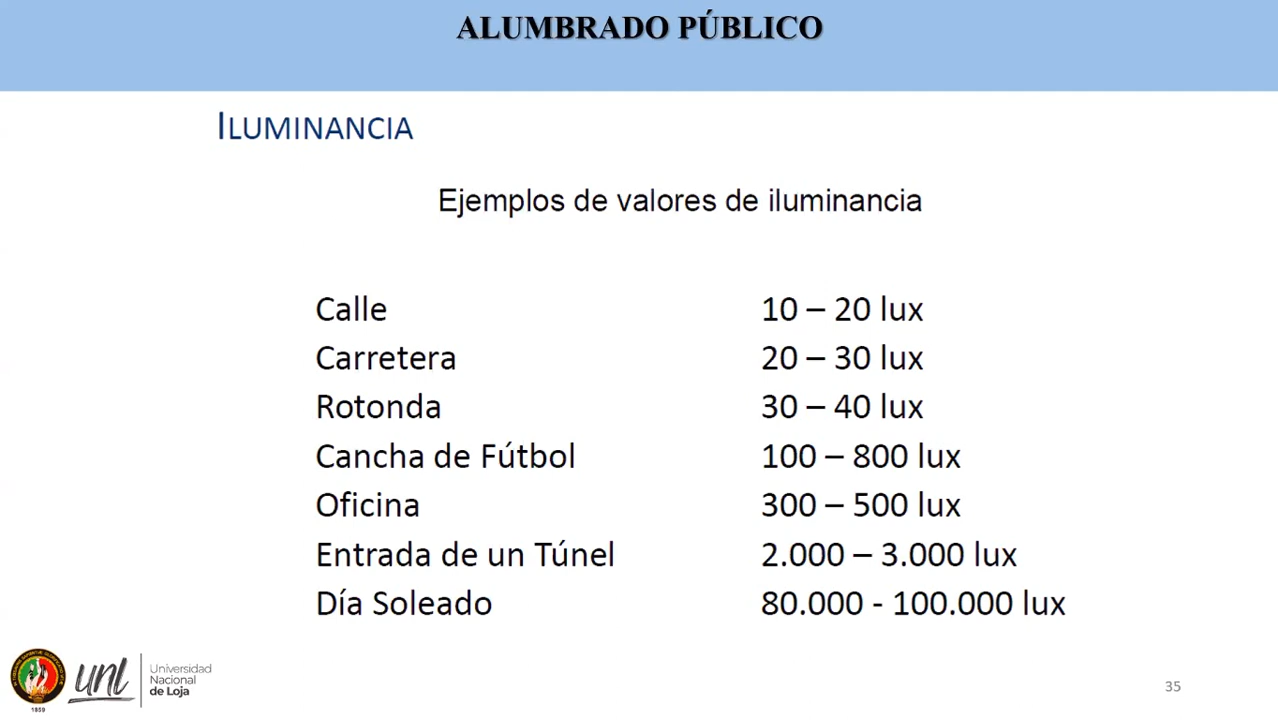 ALUMBRADO PÚBLICO
ILUMINANCIA
Ejemplos de valores de iluminancia
Calle 10 – 20 lux
Carretera 20 – 30 lux
Rotonda 30 – 40 lux
Cancha de Fútbol 100 – 800 lux
Oficina 300 – 500 lux
Entrada de un Túnel 2.000 – 3.000 lux
Día Soleado 80.000 - 100.000 lux
1859
unl
Universidad
Nacional
de Loja
35